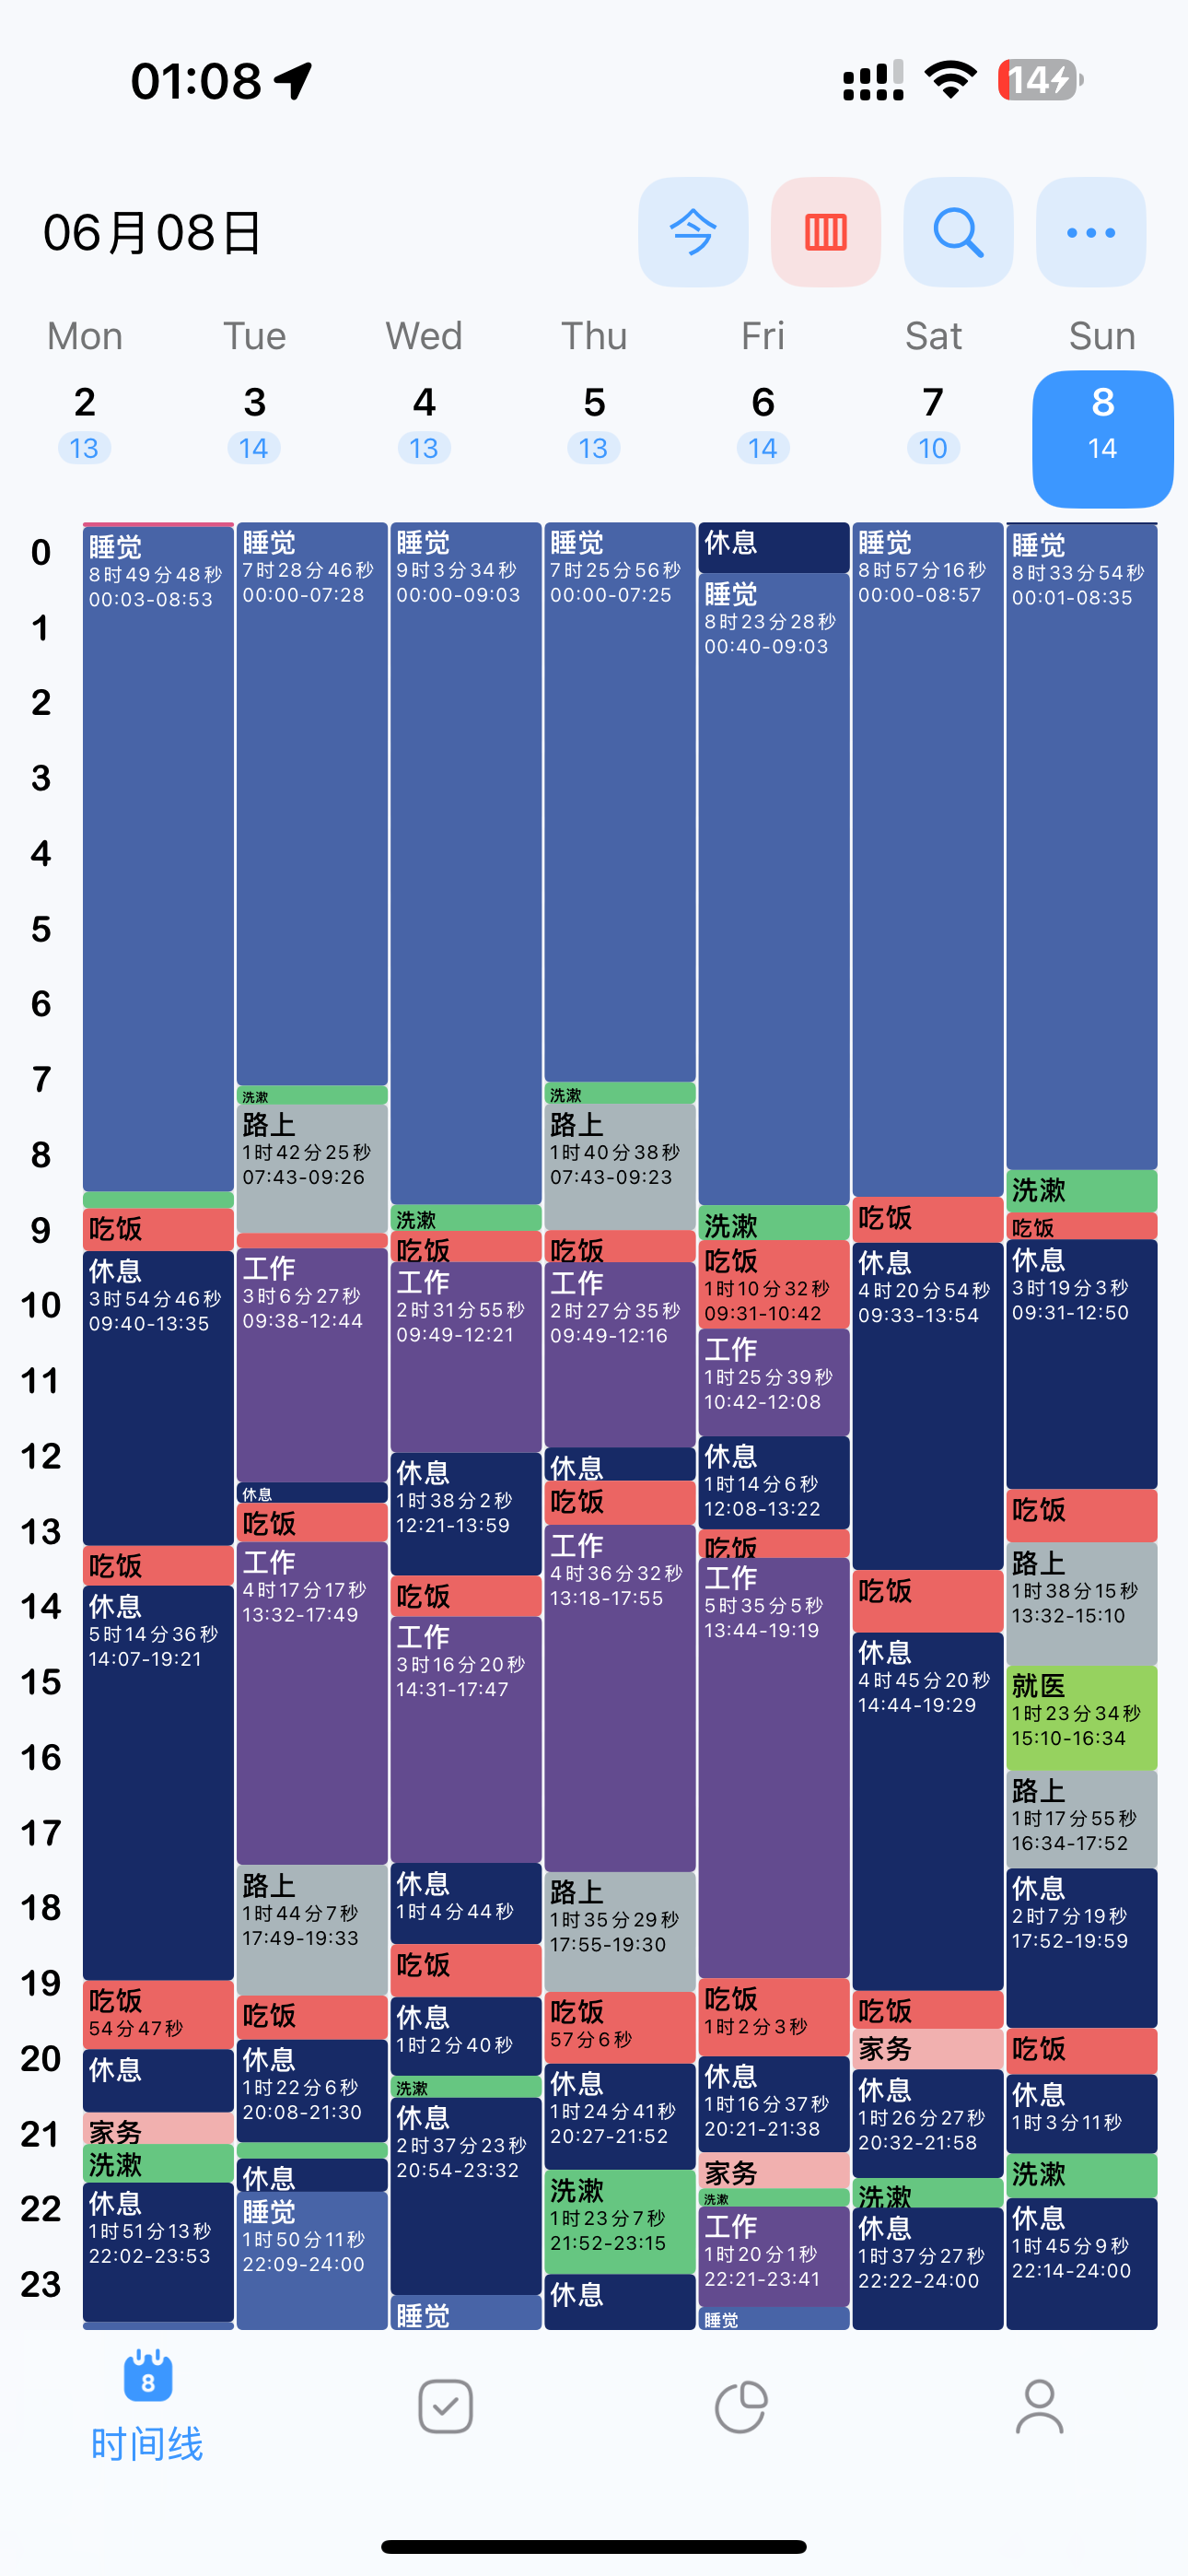 01:08
14
06月08日
今
Mon Tue Wed Thu Fri Sat Sun
2 3 4 5 6 7 8
13 14 13 13 14 10 14
0
1
2
3
4
5
6
7
8
9
10
11
12
13
14
15
16
17
18
19
20
21
22
23
睡觉
8时49分48秒
00:03-08:53
吃饭
休息
3时54分46秒
09:40-13:35
吃饭
休息
5时14分36秒
14:07-19:21
吃饭
54分47秒
休息
家务
洗漱
休息
1时51分13秒
22:02-23:53
睡觉
7时28分46秒
00:00-07:28
洗漱
路上
1时42分25秒
07:43-09:26
工作
3时6分27秒
09:38-12:44
休息
吃饭
工作
4时17分17秒
13:32-17:49
路上
1时44分7秒
17:49-19:33
吃饭
休息
1时22分6秒
20:08-21:30
休息
睡觉
1时50分11秒
22:09-24:00
睡觉
9时3分34秒
00:00-09:03
洗漱
吃饭
工作
2时31分55秒
09:49-12:21
休息
1时38分2秒
12:21-13:59
吃饭
工作
3时16分20秒
14:31-17:47
休息
1时4分44秒
吃饭
休息
1时2分40秒
洗漱
休息
2时37分23秒
20:54-23:32
睡觉
睡觉
7时25分56秒
00:00-07:25
洗漱
路上
1时40分38秒
07:43-09:23
吃饭
工作
2时27分35秒
09:49-12:16
休息
吃饭
工作
4时36分32秒
13:18-17:55
路上
1时35分29秒
17:55-19:30
吃饭
57分6秒
休息
1时24分41秒
20:27-21:52
洗漱
1时23分7秒
21:52-23:15
休息
休息
睡觉
8时23分28秒
00:40-09:03
洗漱
吃饭
1时10分32秒
09:31-10:42
工作
1时25分39秒
10:42-12:08
休息
1时14分6秒
12:08-13:22
吃饭
工作
5时35分5秒
13:44-19:19
吃饭
1时2分3秒
休息
1时16分37秒
20:21-21:38
家务
洗漱
工作
1时20分1秒
22:21-23:41
睡觉
睡觉
8时57分16秒
00:00-08:57
吃饭
休息
4时20分54秒
09:33-13:54
吃饭
休息
4时45分20秒
14:44-19:29
吃饭
家务
休息
1时26分27秒
20:32-21:58
洗漱
休息
1时37分27秒
22:22-24:00
睡觉
8时33分54秒
00:01-08:35
洗漱
吃饭
休息
3时19分3秒
09:31-12:50
吃饭
路上
1时38分15秒
13:32-15:10
就医
1时23分34秒
15:10-16:34
路上
1时17分55秒
16:34-17:52
休息
2时7分19秒
17:52-19:59
吃饭
休息
1时3分11秒
洗漱
休息
1时45分9秒
22:14-24:00
8
时间线